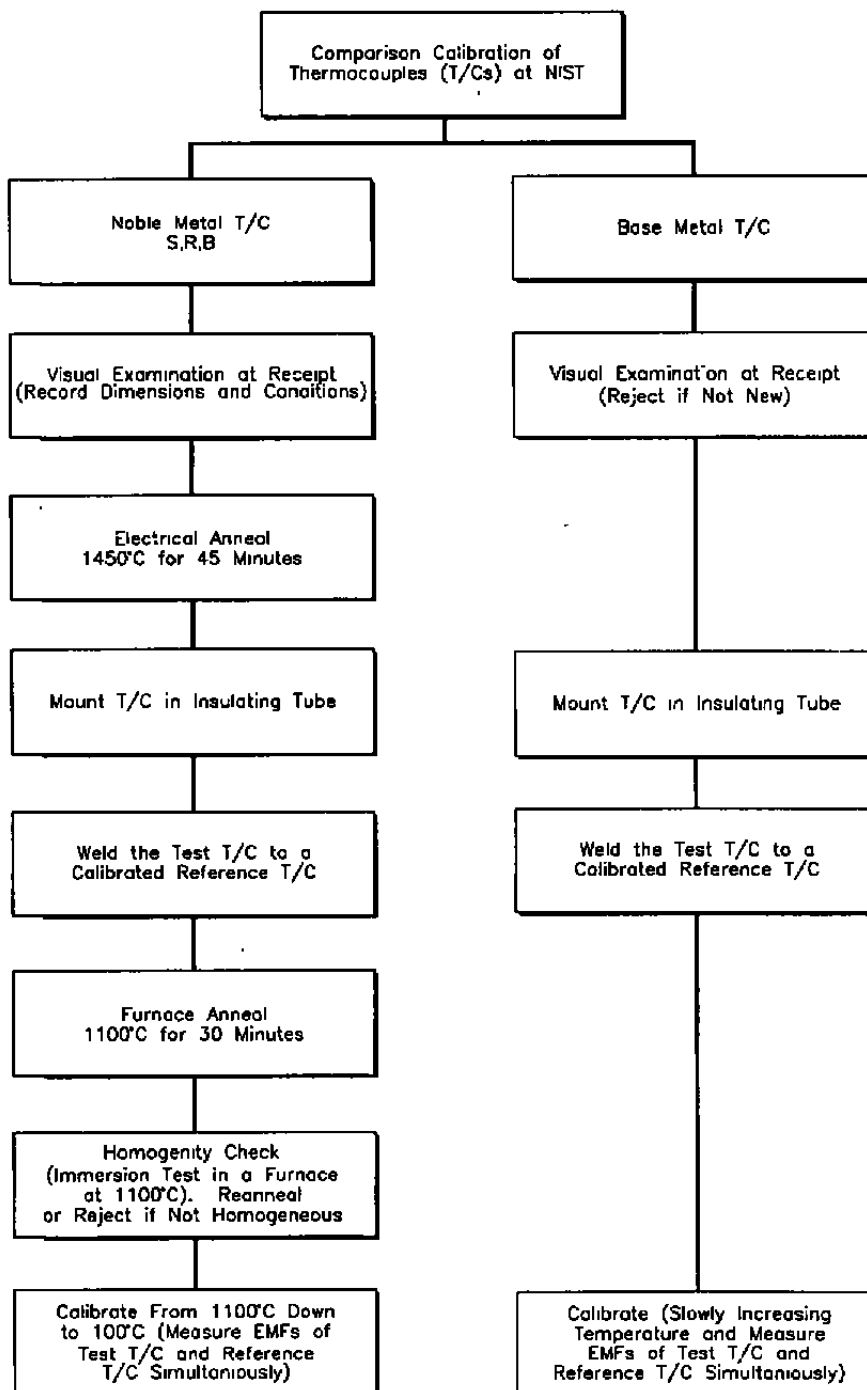 Comparison Calibration of
Thermocouples (T/Cs) at NIST
Noble Metal T/C
S,R,B
Visual Examination at Receipt
(Record Dimensions and Conditions)
Electrical Anneal
1450°C for 45 Minutes
Mount T/C in Insulating Tube
Weld the Test T/C to a
Calibrated Reference T/C
Furnace Anneal
1100°C for 30 Minutes
Homogenity Check
(Immersion Test in a Furnace
at 1100°C). Reanneal
or Reject if Not Homogeneous
Calibrate From 1100°C Down
to 100°C (Measure EMFs of
Test T/C and Reference
T/C Simultaneously)
Base Metal T/C
Visual Examination at Receipt
(Reject if Not New)
Mount T/C in Insulating Tube
Weld the Test T/C to a
Calibrated Reference T/C
Calibrate (Slowly Increasing
Temperature and Measure
EMFs of Test T/C and
Reference T/C Simultaneously)